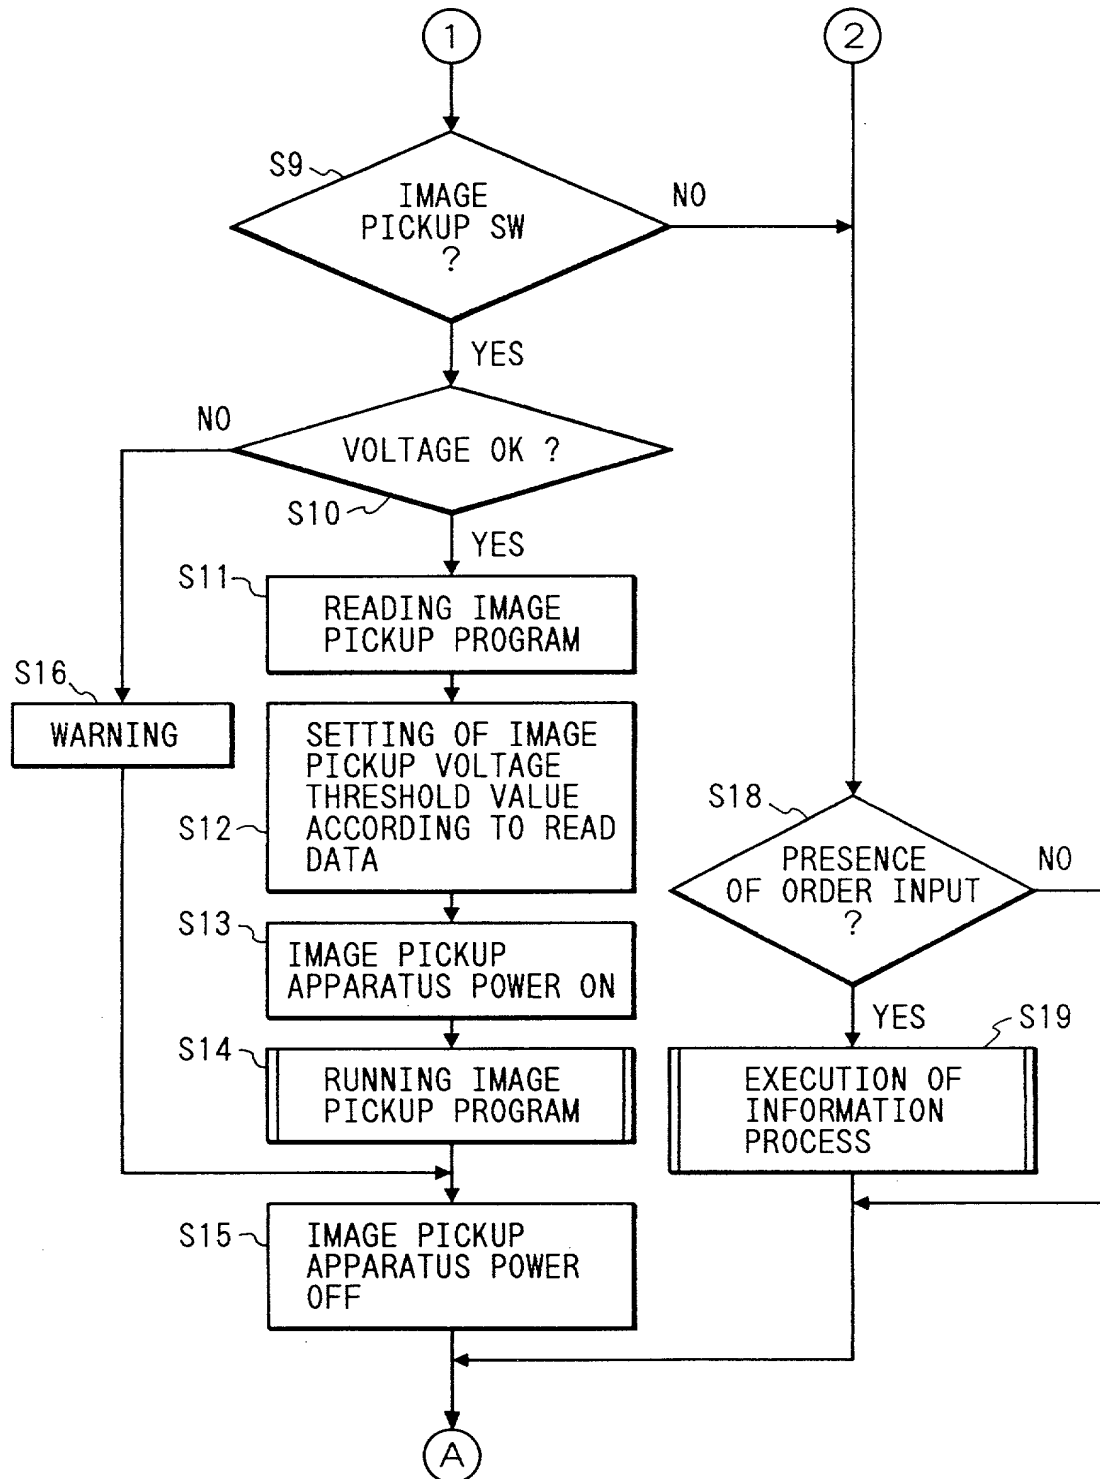 1
2
S9
IMAGE
PICKUP SW
?
NO
YES
NO
VOLTAGE OK ?
S10
YES
S11
READING IMAGE
PICKUP PROGRAM
S16
WARNING
SETTING OF IMAGE
PICKUP VOLTAGE
THRESHOLD VALUE
ACCORDING TO READ
DATA
S12
S18
PRESENCE
OF ORDER INPUT
?
NO
S13
IMAGE PICKUP
APPARATUS POWER ON
YES
S19
S14
RUNNING IMAGE
PICKUP PROGRAM
EXECUTION OF
INFORMATION
PROCESS
S15
IMAGE PICKUP
APPARATUS POWER
OFF
A